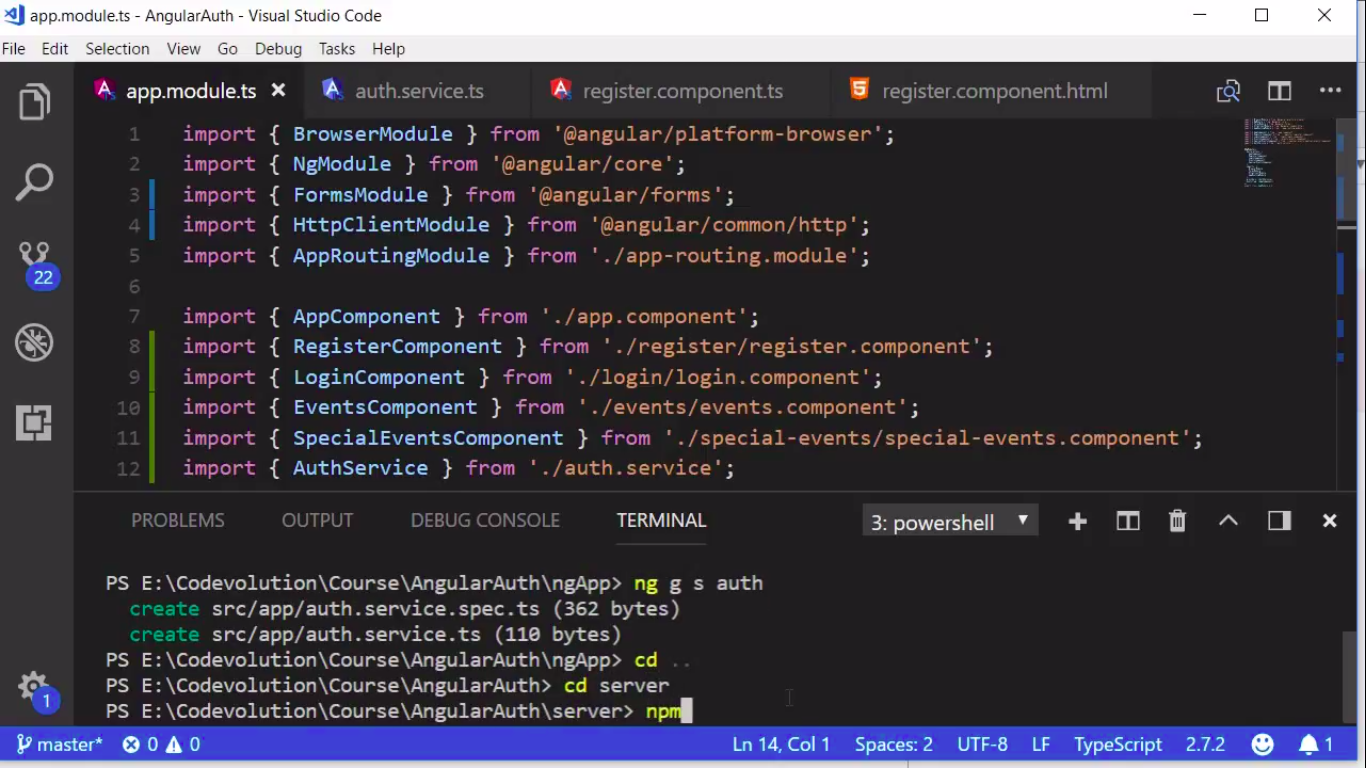 app.module.ts - AngularAuth - Visual Studio Code
File Edit Selection View Go Debug Tasks Help
app.module.ts auth.service.ts register.component.ts register.component.html
1 import { BrowserModule } from '@angular/platform-browser';
2 import { NgModule } from '@angular/core';
3 import { FormsModule } from '@angular/forms';
4 import { HttpClientModule } from '@angular/common/http';
5 import { AppRoutingModule } from './app-routing.module';
6
7 import { AppComponent } from './app.component';
8 import { RegisterComponent } from './register/register.component';
9 import { LoginComponent } from './login/login.component';
10 import { EventsComponent } from './events/events.component';
11 import { SpecialEventsComponent } from './special-events/special-events.component';
12 import { AuthService } from './auth.service';
22
PROBLEMS OUTPUT DEBUG CONSOLE TERMINAL 3: powershell
PS E:\Codevolution\Course\AngularAuth\ngApp> ng g s auth
create src/app/auth.service.spec.ts (362 bytes)
create src/app/auth.service.ts (110 bytes)
PS E:\Codevolution\Course\AngularAuth\ngApp> cd ..
PS E:\Codevolution\Course\AngularAuth> cd server
PS E:\Codevolution\Course\AngularAuth\server> npm
1
master* 0 0 Ln 14, Col 1 Spaces: 2 UTF-8 LF TypeScript 2.7.2 1